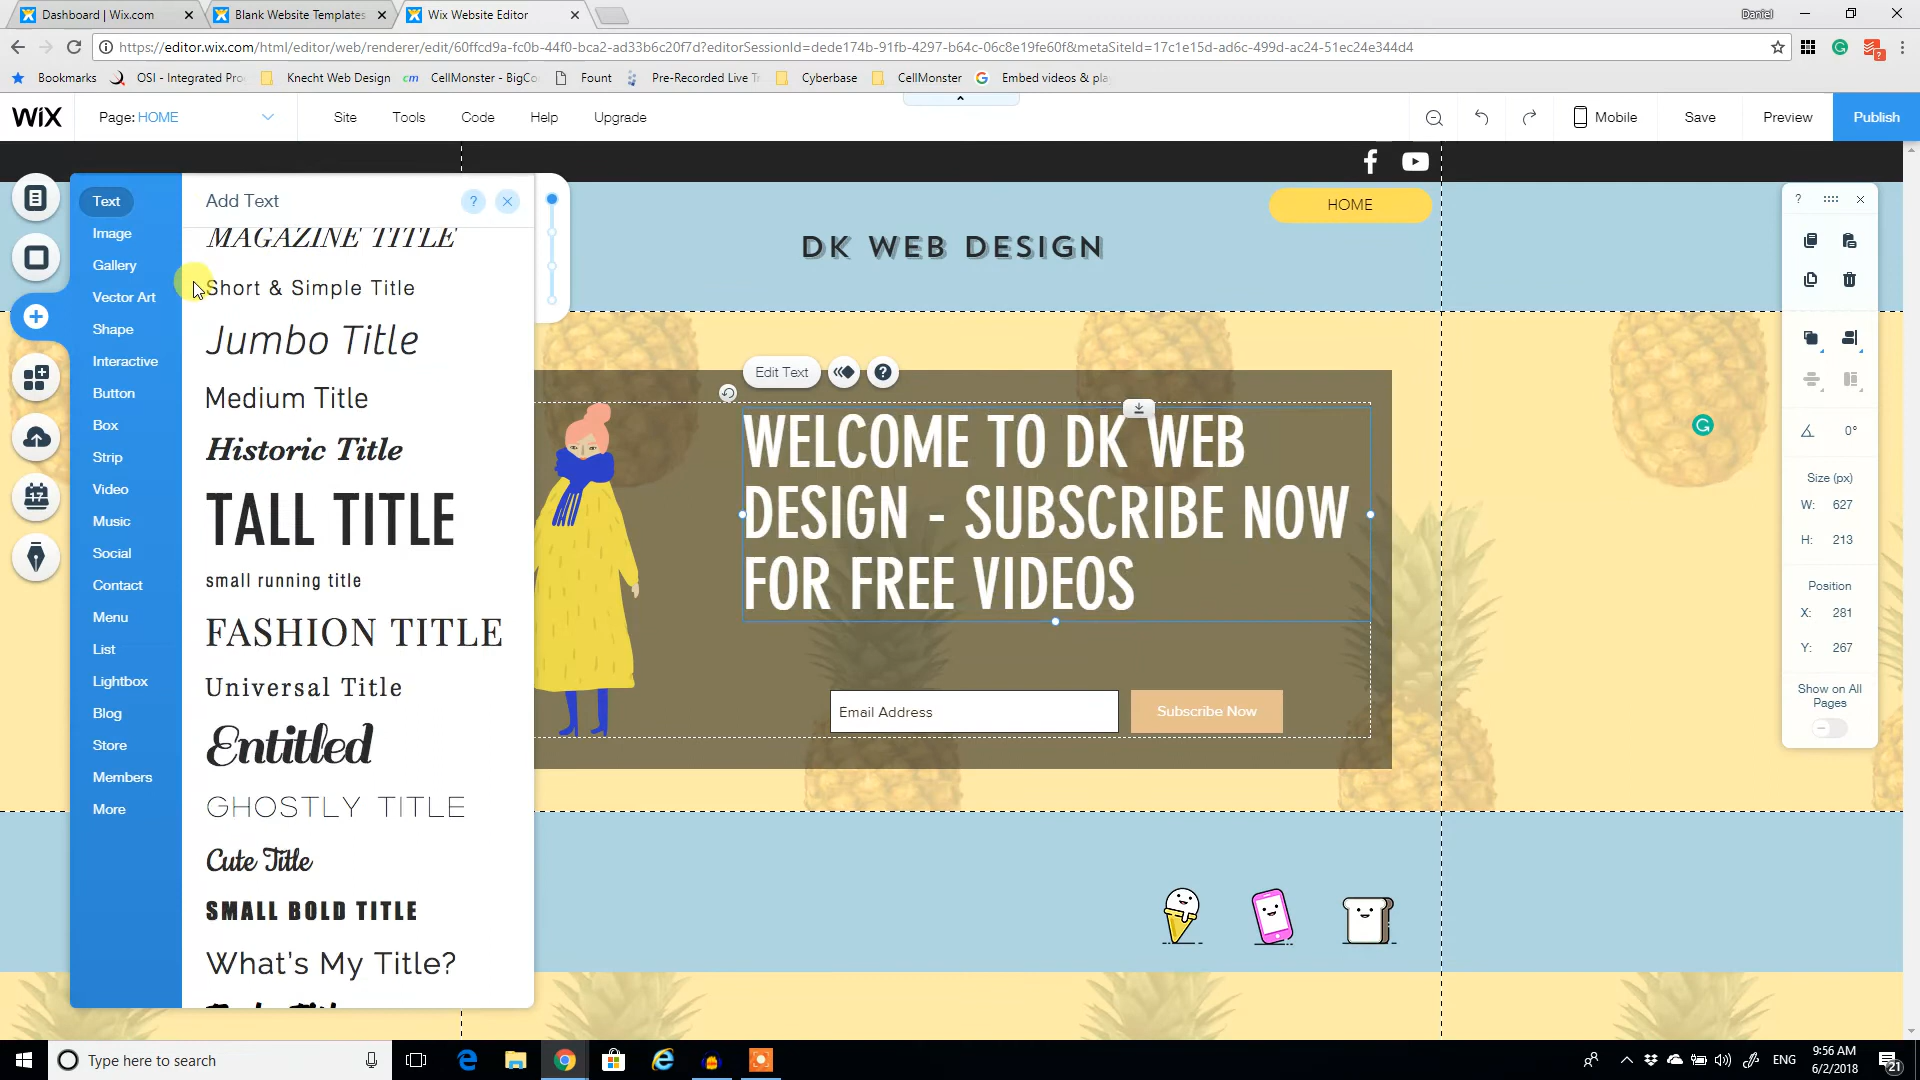 Dashboard | Wix.com
Blank Website Templates
Wix Website Editor
Daniel
https://editor.wix.com/html/editor/web/renderer/edit/60ffcd9a-fc0b-44f0-bca2-ad33b6c20f7d?editorSessionId=dede174b-91fb-4297-b64c-06c8e19fe60f&metaSiteId=17c1e15d-ad6c-499d-ac24-51ec24e344d4
Bookmarks
OSI - Integrated Pro
Knecht Web Design
cm CellMonster - BigCo
Fount
Pre-Recorded Live T
Cyberbase
CellMonster
Embed videos & pla
WiX
Page: HOME
Site
Tools
Code
Help
Upgrade
Mobile
Save
Preview
Publish
Text
Image
Gallery
Vector Art
Shape
Interactive
Button
Box
Strip
Video
Music
Social
Contact
Menu
List
Lightbox
Blog
Store
Members
More
17
Add Text
?
MAGAZINE TITLE
Short & Simple Title
Jumbo Title
Medium Title
Historic Title
TALL TITLE
small running title
FASHION TITLE
Universal Title
Entitled
GHOSTLY TITLE
Cute Title
SMALL BOLD TITLE
What's My Title?
HOME
DK WEB DESIGN
Edit Text
?
WELCOME TO DK WEB
DESIGN - SUBSCRIBE NOW
FOR FREE VIDEOS
Email Address
Subscribe Now
?
0°
Size (px)
W: 627
H: 213
Position
X: 281
Y: 267
Show on All
Pages
Type here to search
ENG
9:56 AM
6/2/2018
21